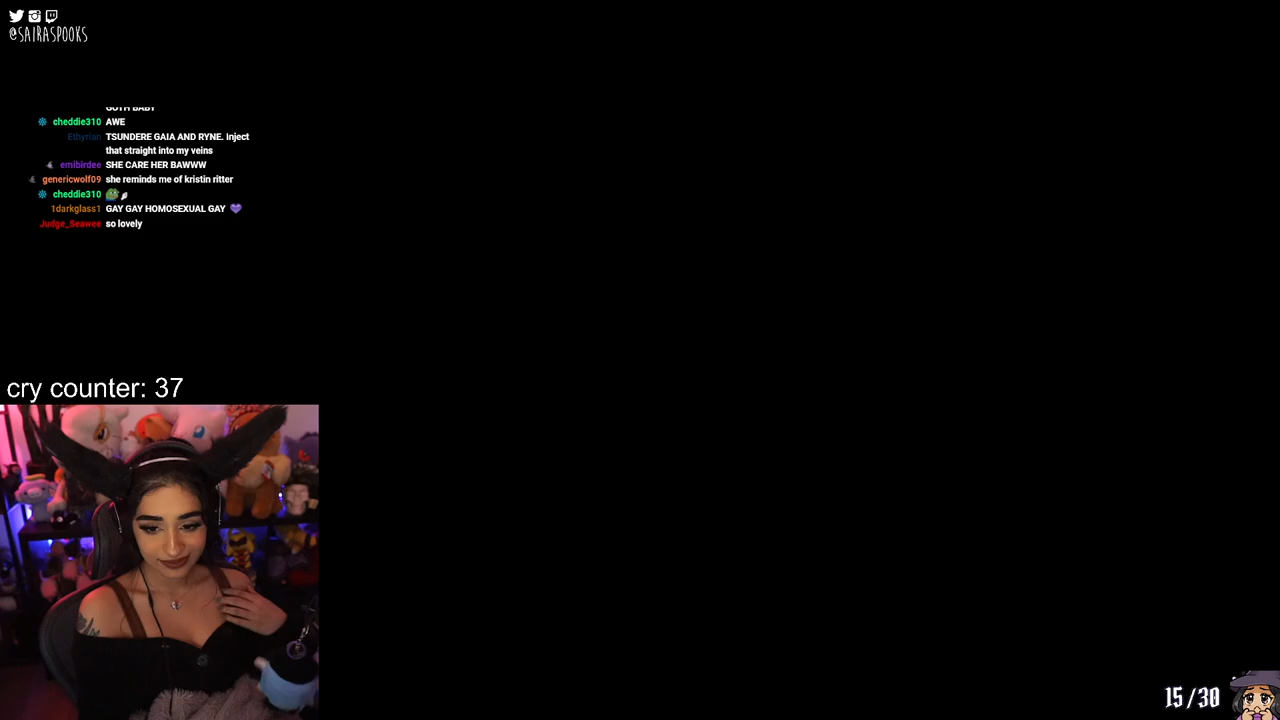 @SAIRASPOOKS
GOTH BABY
cheddie310 AWE
Ethyrian TSUNDERE GAIA AND RYNE. Inject
that straight into my veins
emibirdee SHE CARE HER BAWWW
genericwolf09 she reminds me of kristin ritter
cheddie310
1darkglass1 GAY GAY HOMOSEXUAL GAY
Judge_Seawee so lovely
cry counter: 37
15/30